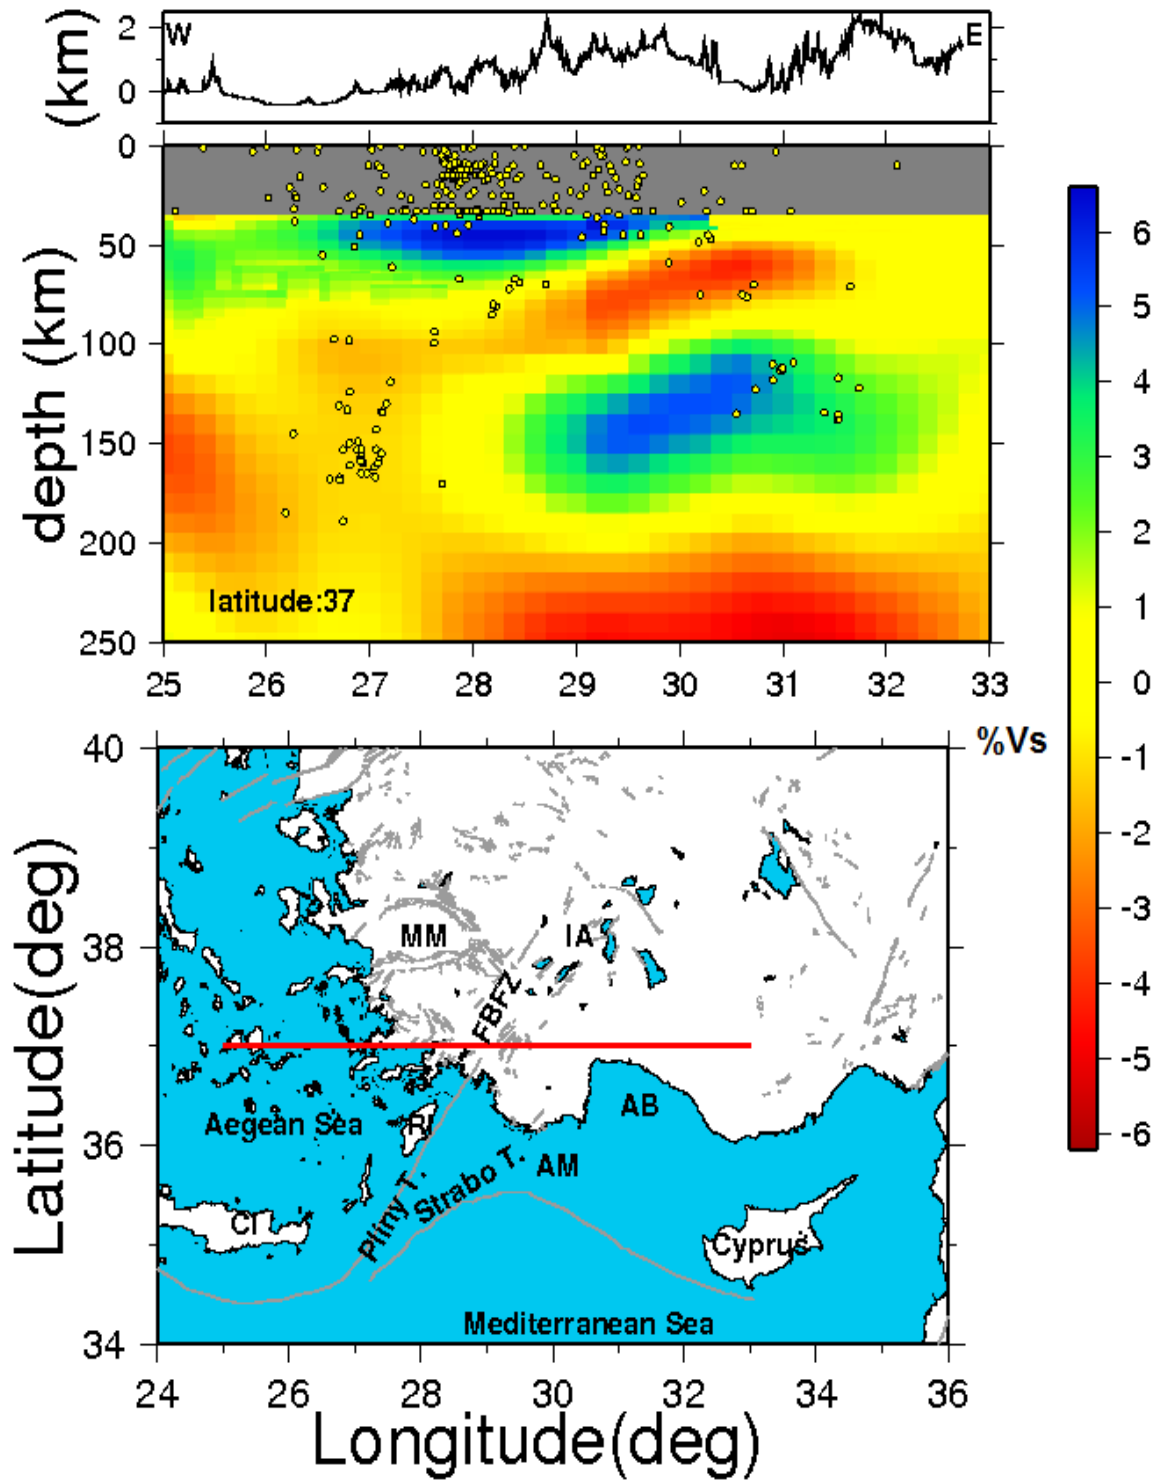 (km)
2
0
W
E
depth (km)
0
50
100
150
200
250
latitude:37
25
26
27
28
29
30
31
32
33
6
5
4
3
2
1
0
-1
-2
-3
-4
-5
-6
%Vs
Latitude(deg)
40
38
36
34
MM
IA
FBFZ
Aegean Sea
RI
AB
AM
Pliny T.
Strabo T.
CI
Cyprus
Mediterranean Sea
24
26
28
30
32
34
36
Longitude(deg)